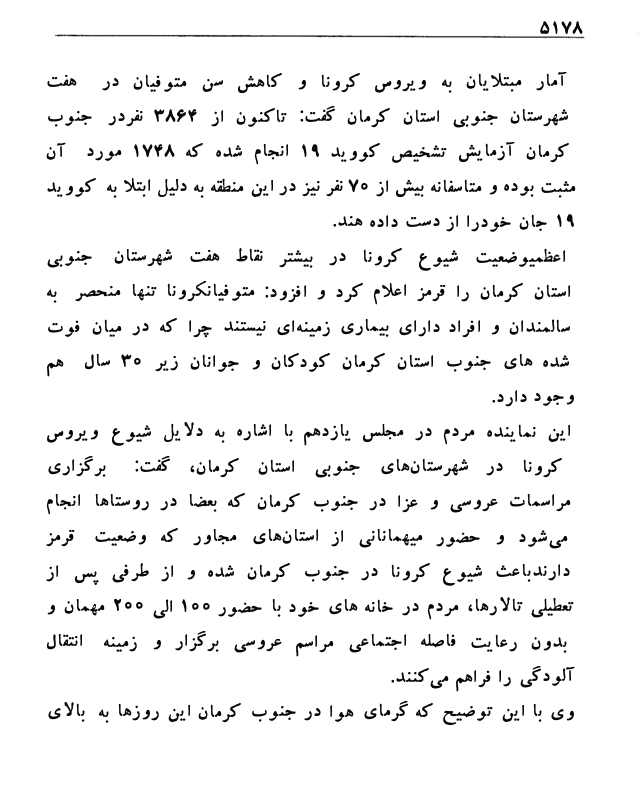 ۵۱۷۸
آمار مبتلایان به ویروس کرونا و کاهش سن متوفیان در هفت
شهرستان جنوبی استان کرمان گفت: تاکنون از ۳۸۶۴ نفردر جنوب
کرمان آزمایش تشخیص کووید ۱۹ انجام شده که ۱۷۴۸ مورد آن
مثبت بوده و متاسفانه بیش از ۷۰ نفر نیز در این منطقه به دلیل ابتلا به کووید
۱۹ جان خودرا از دست داده هند.
اعظمیوضعیت شیوع کرونا در بیشتر نقاط هفت شهرستان جنوبی
استان کرمان را قرمز اعلام کرد و افزود: متوفیانکرونا تنها منحصر به
سالمندان و افراد دارای بیماری زمینه‌ای نیستند چرا که در میان فوت
شده های جنوب استان کرمان کودکان و جوانان زیر ۳۰ سال هم
وجود دارد.
این نماینده مردم در مجلس یازدهم با اشاره به دلایل شیوع ویروس
کرونا در شهرستان‌های جنوبی استان کرمان، گفت: برگزاری
مراسمات عروسی و عزا در جنوب کرمان که بعضا در روستاها انجام
می‌شود و حضور میهمانانی از استان‌های مجاور که وضعیت قرمز
دارندباعث شیوع کرونا در جنوب کرمان شده و از طرفی پس از
تعطیلی تالارها، مردم در خانه های خود با حضور ۱۰۰ الی ۲۰۰ مهمان و
بدون رعایت فاصله اجتماعی مراسم عروسی برگزار و زمینه انتقال
آلودگی را فراهم می‌کنند.
وی با این توضیح که گرمای هوا در جنوب کرمان این روزها به بالای